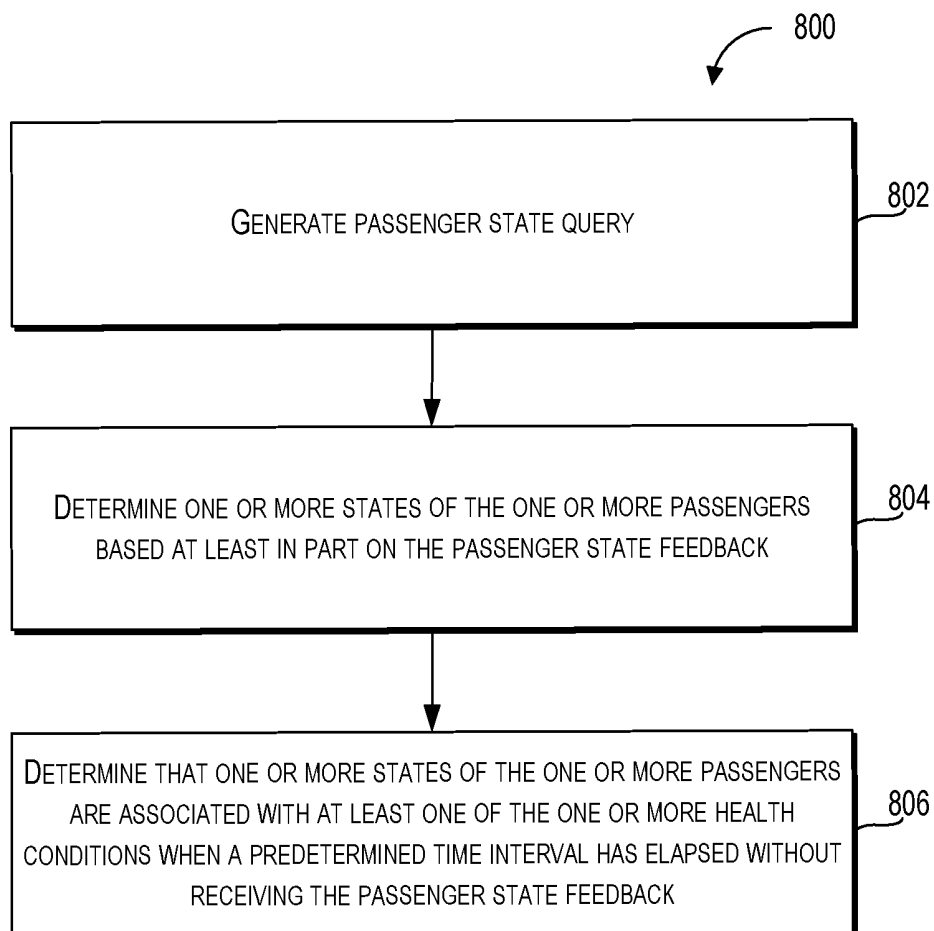 800
GENERATE PASSENGER STATE QUERY
802
DETERMINE ONE OR MORE STATES OF THE ONE OR MORE PASSENGERS
BASED AT LEAST IN PART ON THE PASSENGER STATE FEEDBACK
804
DETERMINE THAT ONE OR MORE STATES OF THE ONE OR MORE PASSENGERS
ARE ASSOCIATED WITH AT LEAST ONE OF THE ONE OR MORE HEALTH
CONDITIONS WHEN A PREDETERMINED TIME INTERVAL HAS ELAPSED WITHOUT
RECEIVING THE PASSENGER STATE FEEDBACK
806